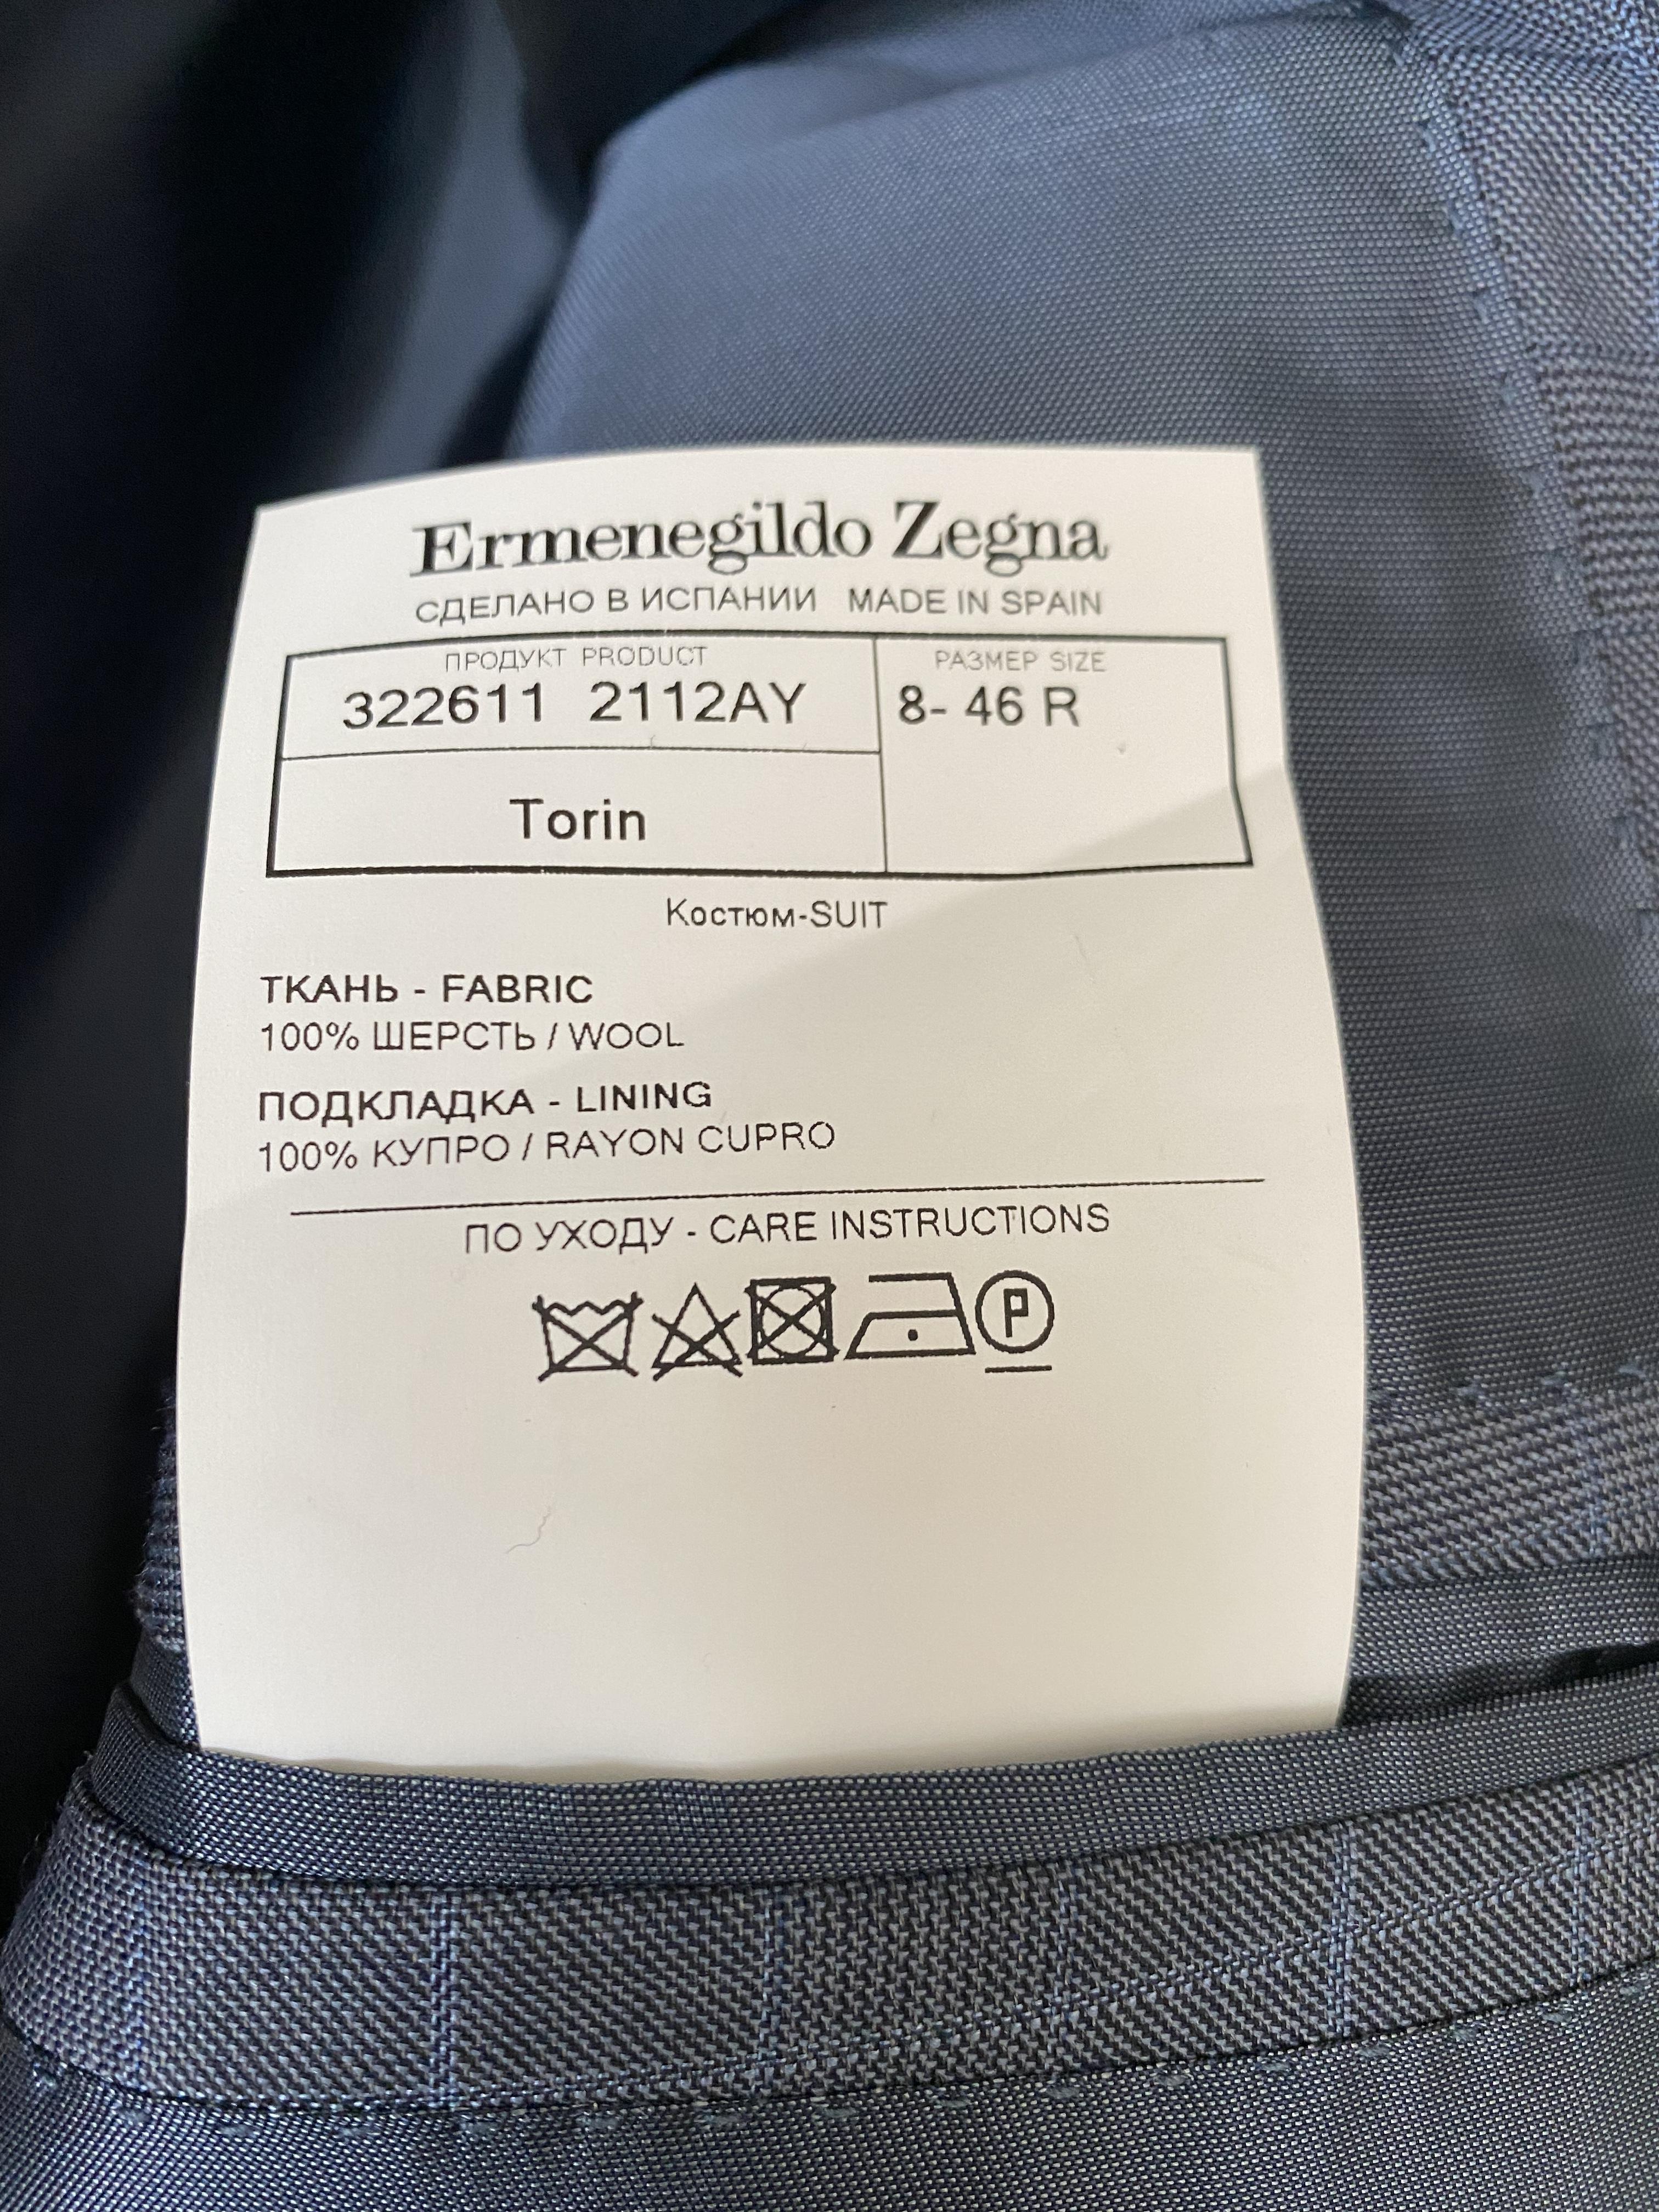 Ermenegildo Zegna
СДЕЛАНО В ИСПАНИИ MADE IN SPAIN
ПРОДУКТ PRODUCT
322611 2112AY
РАЗМЕР SIZE
8- 46 R
Torin
Костюм-SUIT
ТКАНЬ - FABRIC
100% ШЕРСТЬ / WOOL
ПОДКЛАДКА - LINING
100% КУПРО / RAYON CUPRO
ПО УХОДУ - CARE INSTRUCTIONS
P